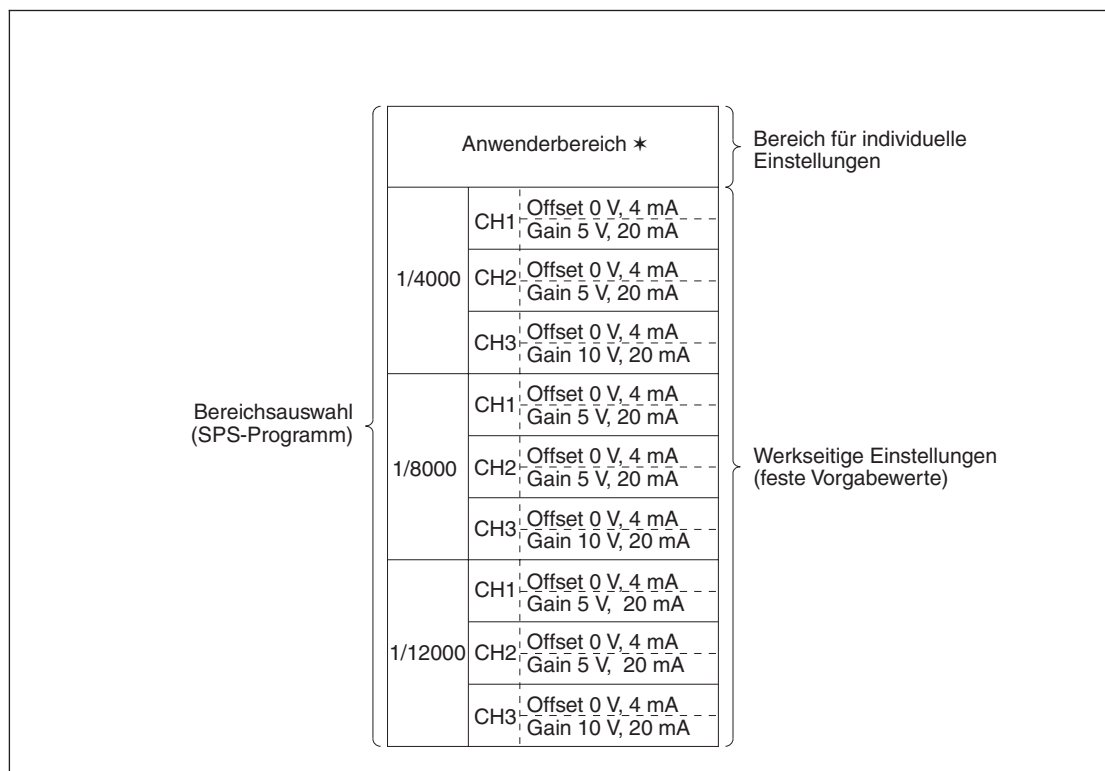 Anwenderbereich ✶
Bereich für individuelle
Einstellungen
1/4000
CH1
Offset 0 V, 4 mA
Gain 5 V, 20 mA
CH2
Offset 0 V, 4 mA
Gain 5 V, 20 mA
CH3
Offset 0 V, 4 mA
Gain 10 V, 20 mA
Bereichsauswahl
(SPS-Programm)
1/8000
CH1
Offset 0 V, 4 mA
Gain 5 V, 20 mA
CH2
Offset 0 V, 4 mA
Gain 5 V, 20 mA
CH3
Offset 0 V, 4 mA
Gain 10 V, 20 mA
Werkseitige Einstellungen
(feste Vorgabewerte)
1/12000
CH1
Offset 0 V, 4 mA
Gain 5 V, 20 mA
CH2
Offset 0 V, 4 mA
Gain 5 V, 20 mA
CH3
Offset 0 V, 4 mA
Gain 10 V, 20 mA